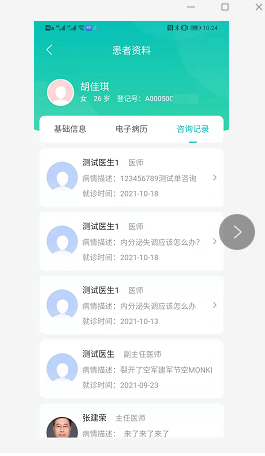 10:24
患者资料
胡佳琪
女 26 岁 登记号: A000500
基础信息 电子病历 咨询记录
测试医生1 医师
病情描述: 123456789测试单咨询
就诊时间: 2021-10-18
测试医生1 医师
病情描述: 内分泌失调应该怎么办?
就诊时间: 2021-10-18
测试医生1 医师
病情描述: 内分泌失调应该怎么办
就诊时间: 2021-10-13
测试医生 副主任医师
病情描述: 裂开了空军建军节空MONKI
就诊时间: 2021-09-23
张建荣 主任医师
病情描述: 来了来了来了